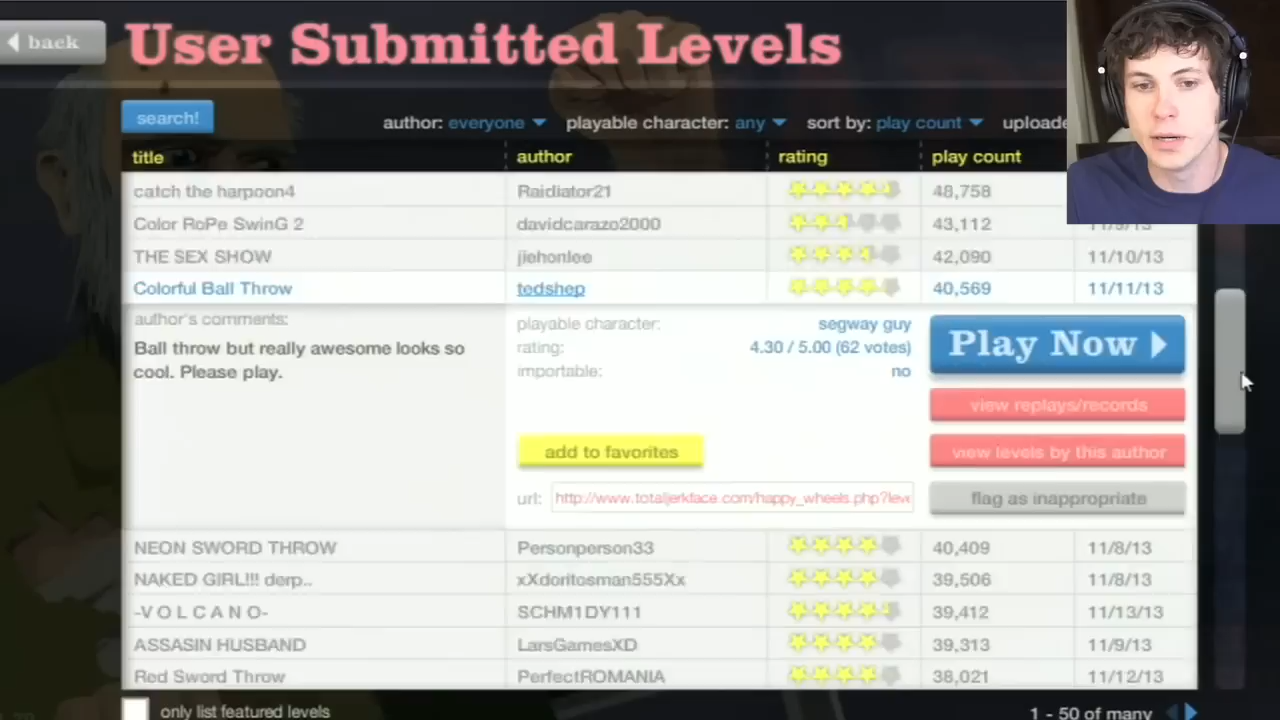 back
User Submitted Levels
search!
author: everyone playable character: any sort by: play count
title author rating play count
catch the harpoon4 Raidiator21 48,758
Color RoPe SwinG 2 davidcarazo2000 43,112
THE SEX SHOW jiehonlee 42,090 11/10/13
Colorful Ball Throw tedshep 40,569 11/11/13
author's comments:
Ball throw but really awesome looks so
cool. Please play.
playable character: segway guy
rating: 4.30 / 5.00 (62 votes)
importable: no
add to favorites
url: http://www.totaljerkface.com/happy_wheels.php?leve
Play Now
view replays/records
view levels by this author
flag as inappropriate
NEON SWORD THROW Personperson33 40,409 11/8/13
NAKED GIRL!!! derp.. xXdoritosman555Xx 39,506 11/8/13
-V O L C A N O- SCHM1DY111 39,412 11/13/13
ASSASIN HUSBAND LarsGamesXD 39,313 11/9/13
Red Sword Throw PerfectROMANIA 38,021 11/12/13
only list featured levels 1 - 50 of many